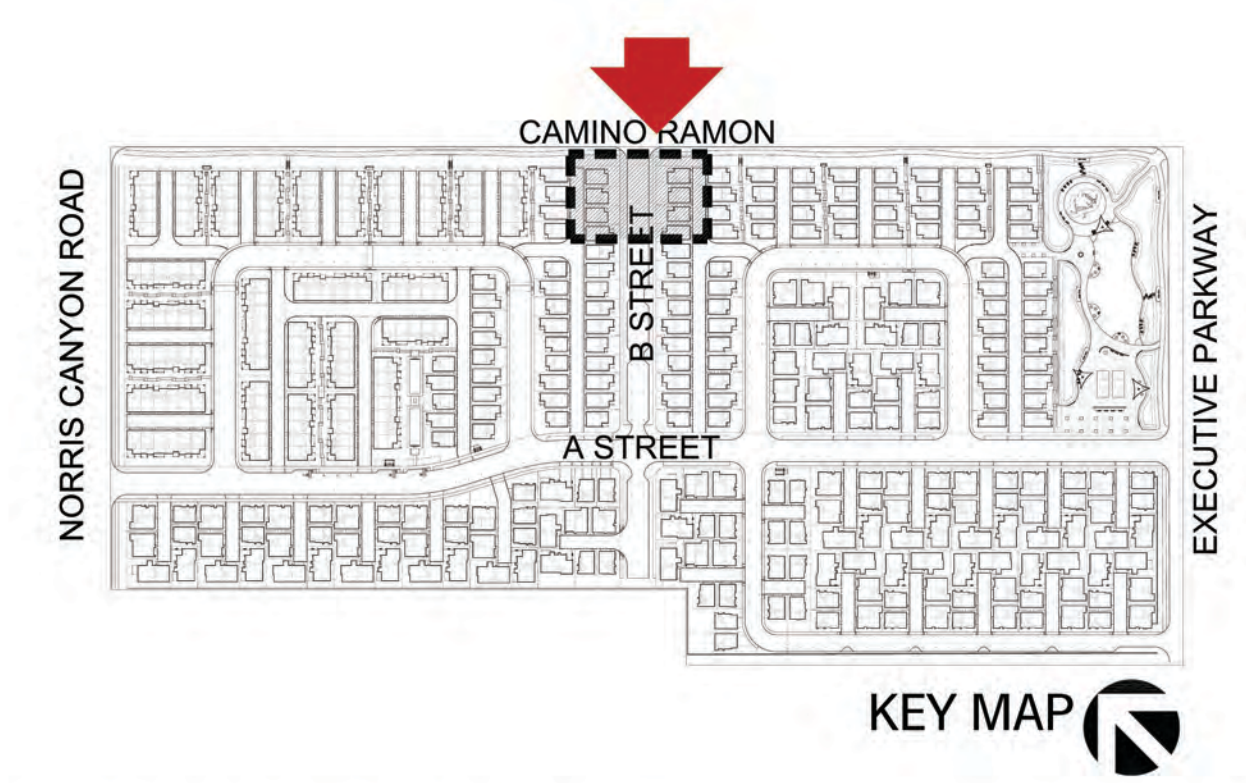 CAMINO RAMON
NORRIS CANYON ROAD
B STREET
EXECUTIVE PARKWAY
A STREET
KEY MAP